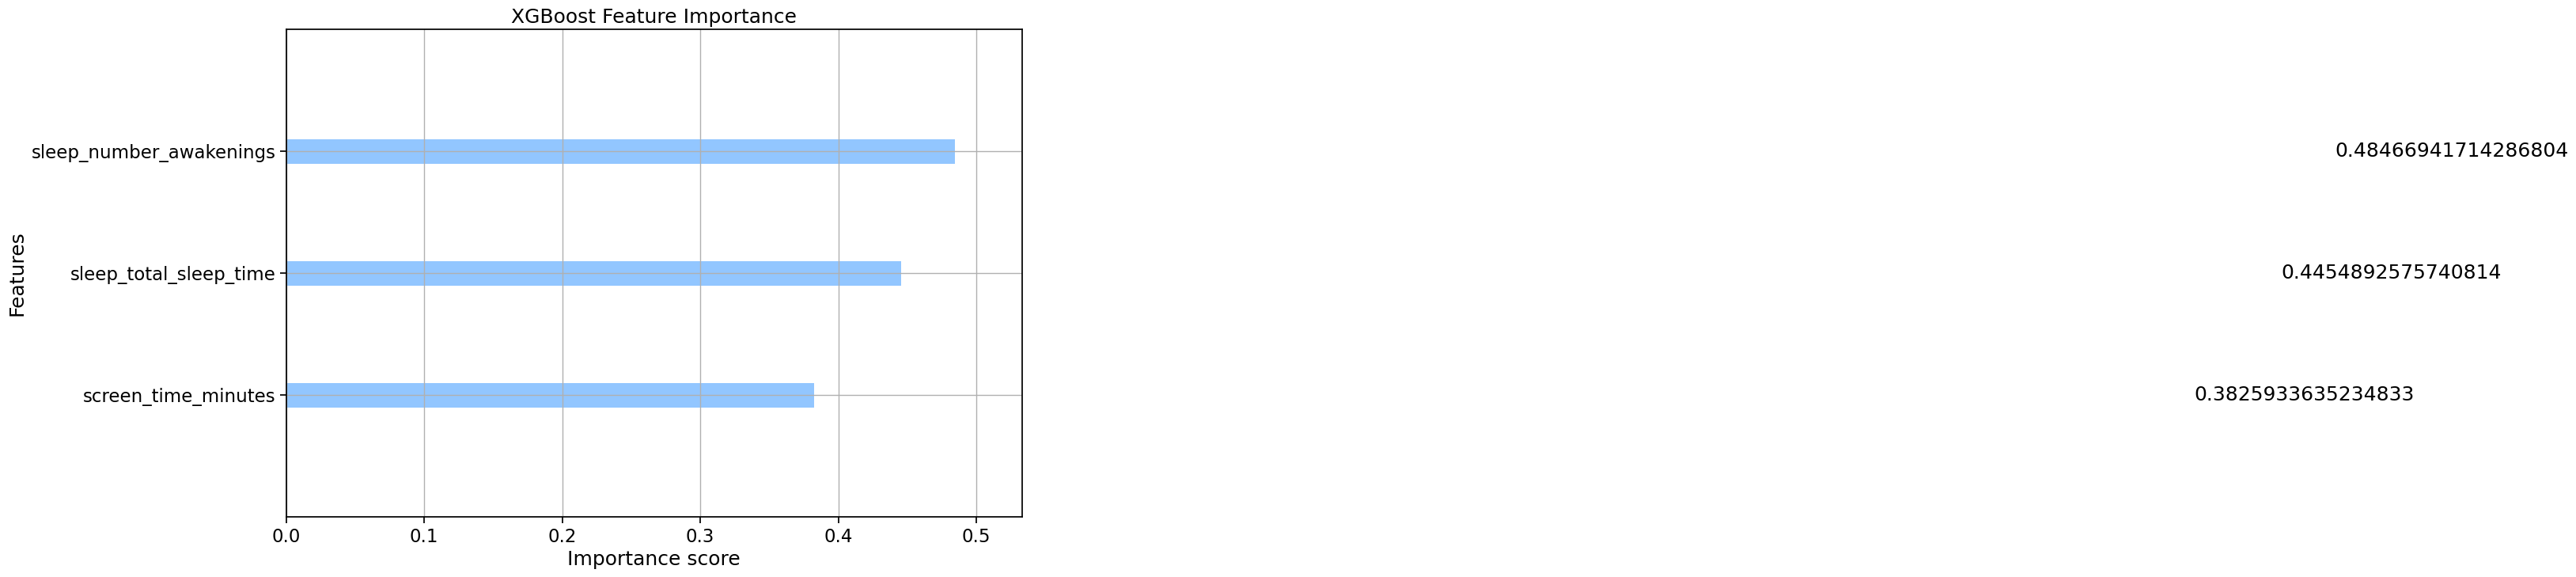 XGBoost Feature Importance
sleep_number_awakenings
0.48466941714286804
sleep_total_sleep_time
0.4454892575740814
screen_time_minutes
0.3825933635234833
Features
0.0 0.1 0.2 0.3 0.4 0.5
Importance score